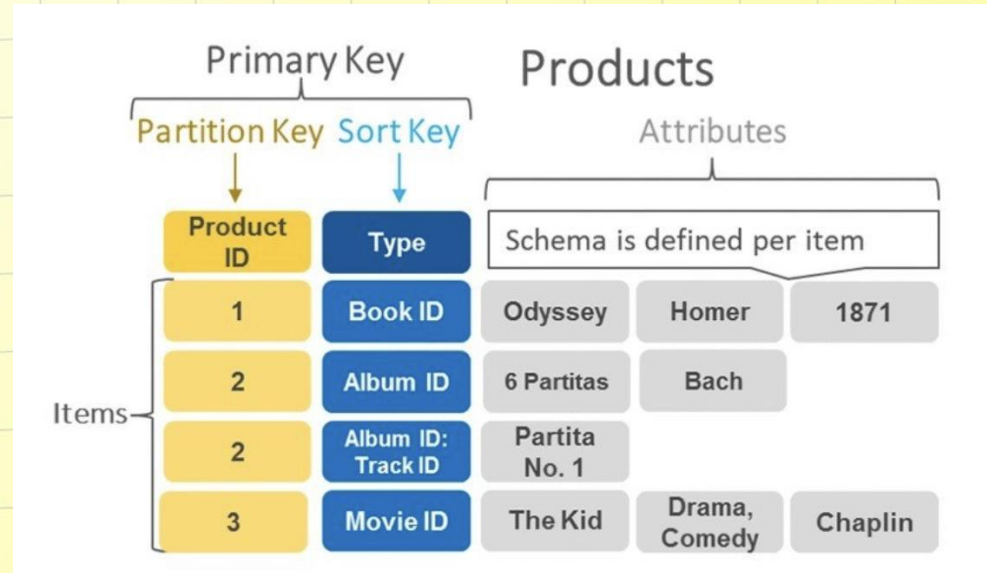 Primary Key
Products
Partition Key
Sort Key
Attributes
Product
ID
Type
Schema is defined per item
Items
1
Book ID
Odyssey
Homer
1871
2
Album ID
6 Partitas
Bach
2
Album ID:
Track ID
Partita
No. 1
3
Movie ID
The Kid
Drama,
Comedy
Chaplin